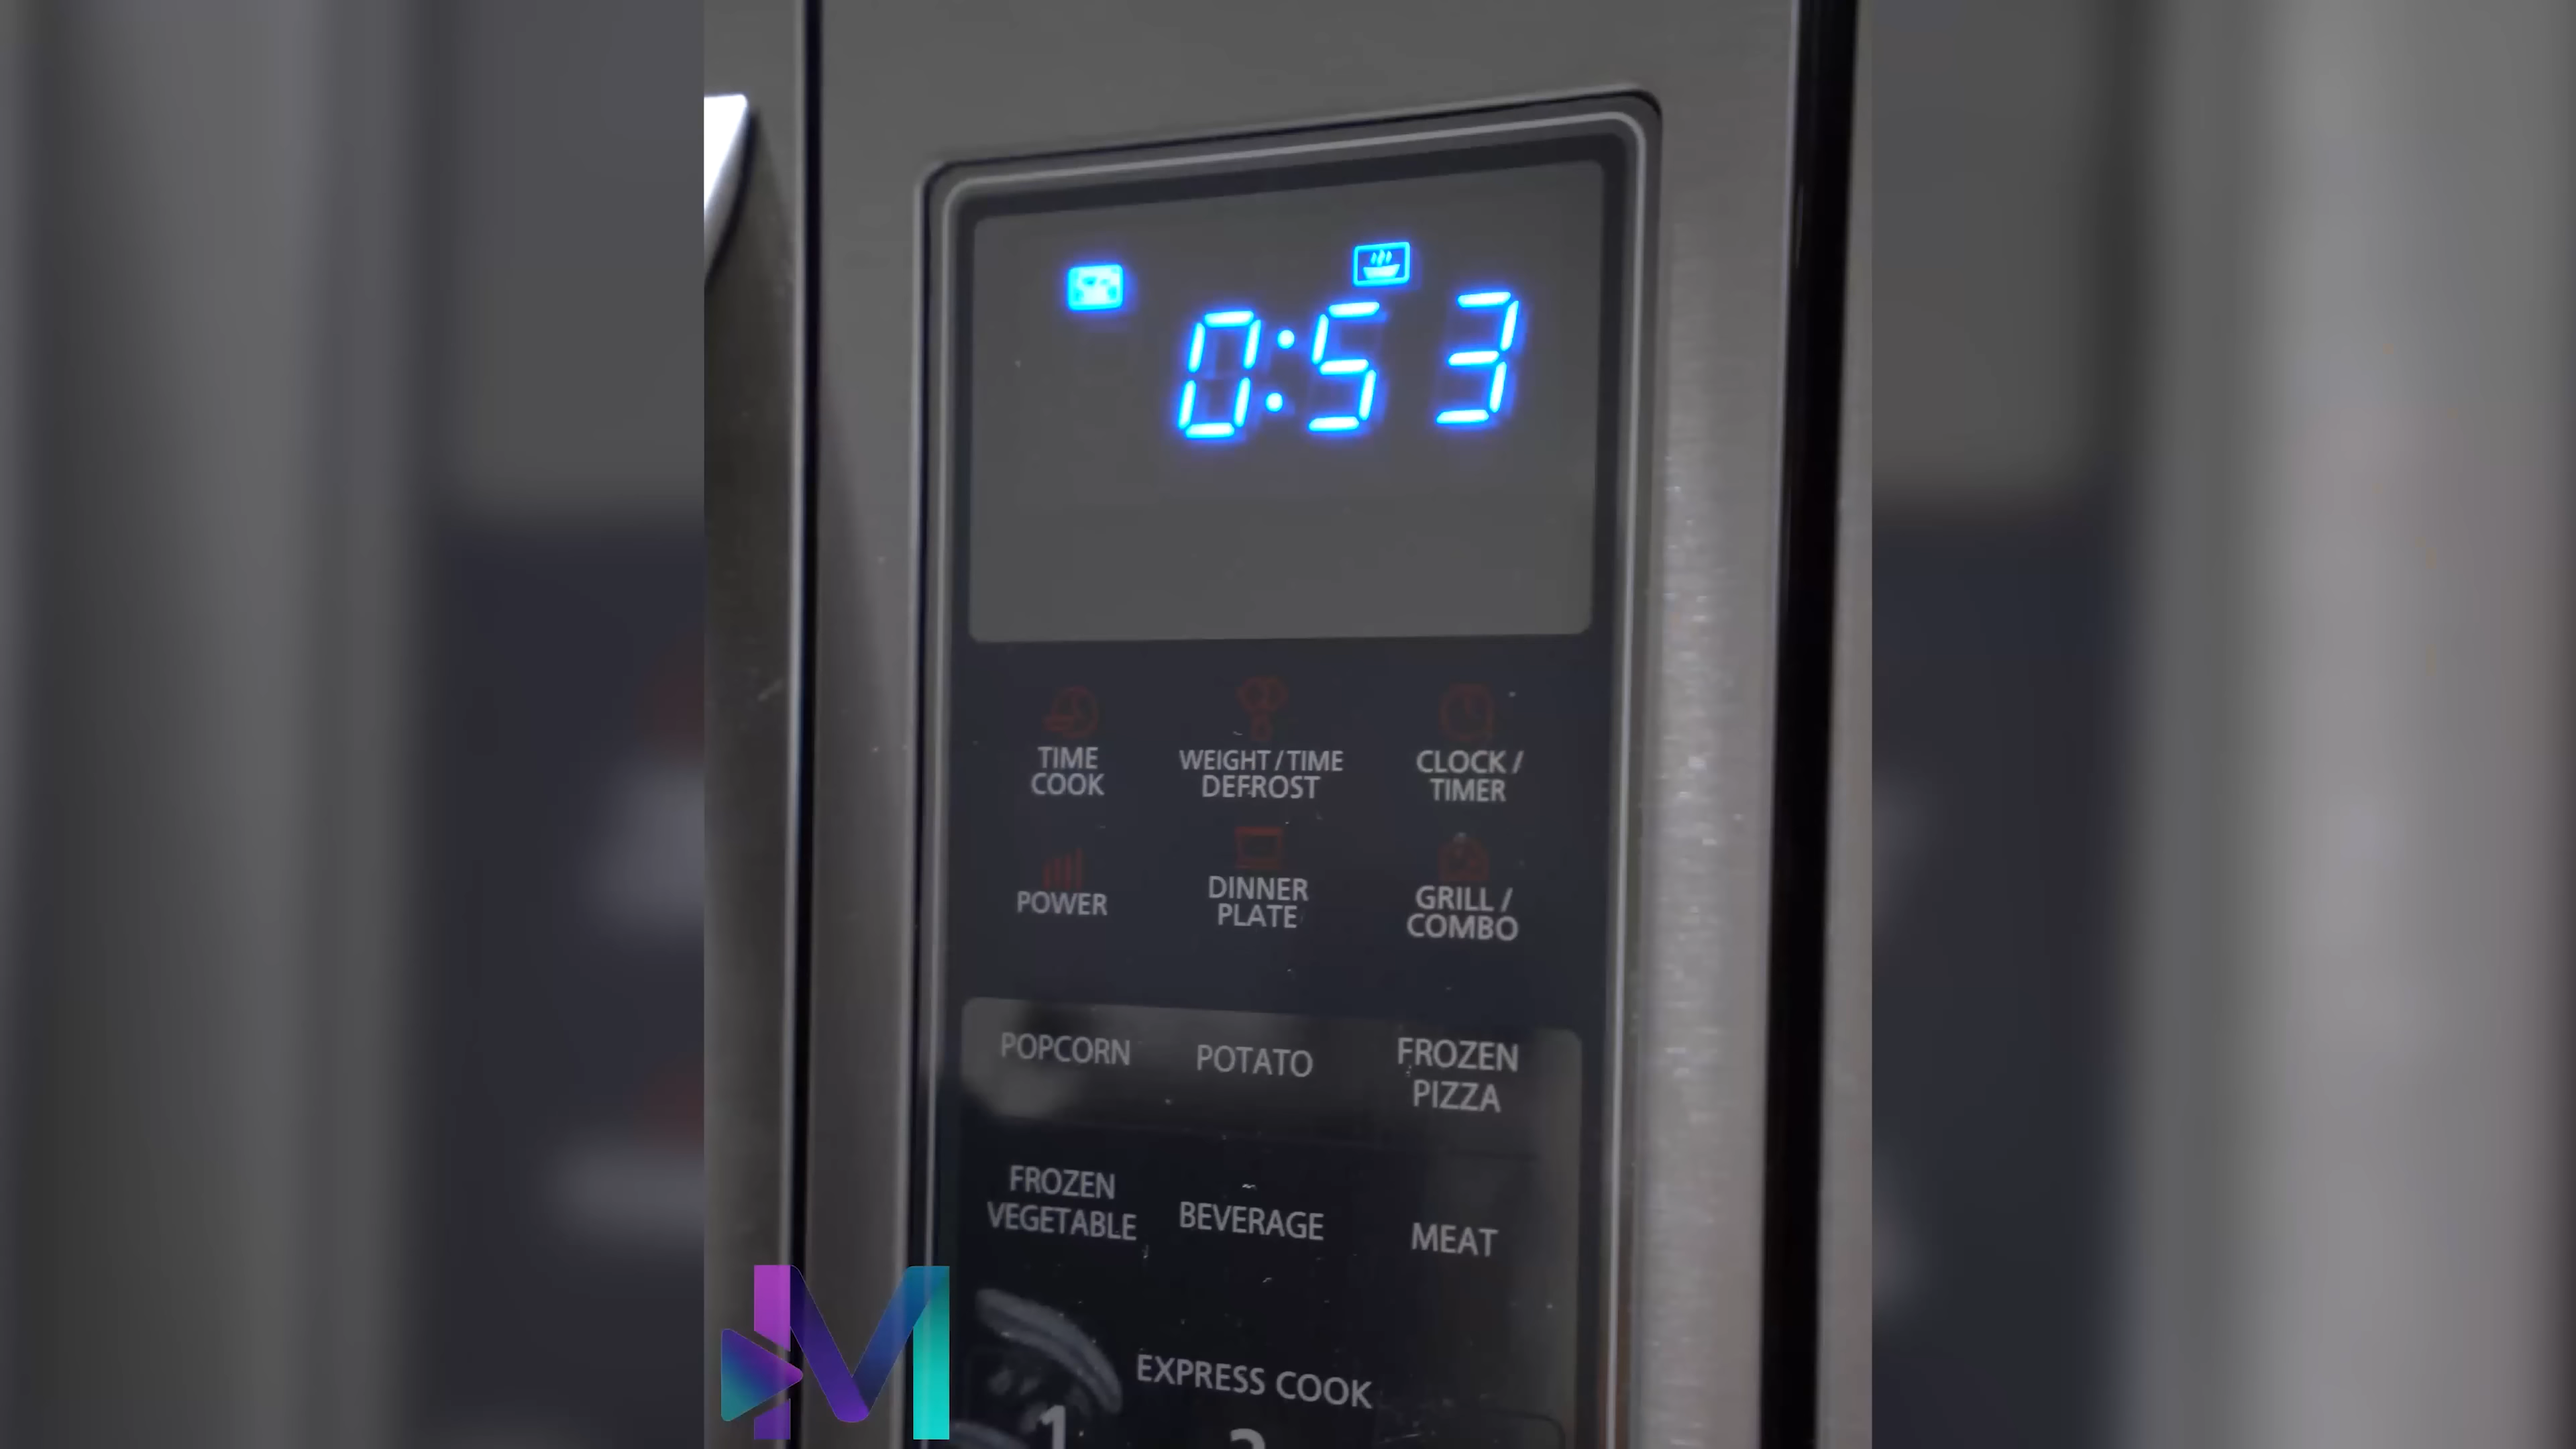 0:53
TIME
COOK
WEIGHT/TIME
DEFROST
CLOCK/
TIMER
POWER
DINNER
PLATE
GRILL/
COMBO
POPCORN
POTATO
FROZEN
PIZZA
FROZEN
VEGETABLE
BEVERAGE
MEAT
EXPRESS COOK
1
M